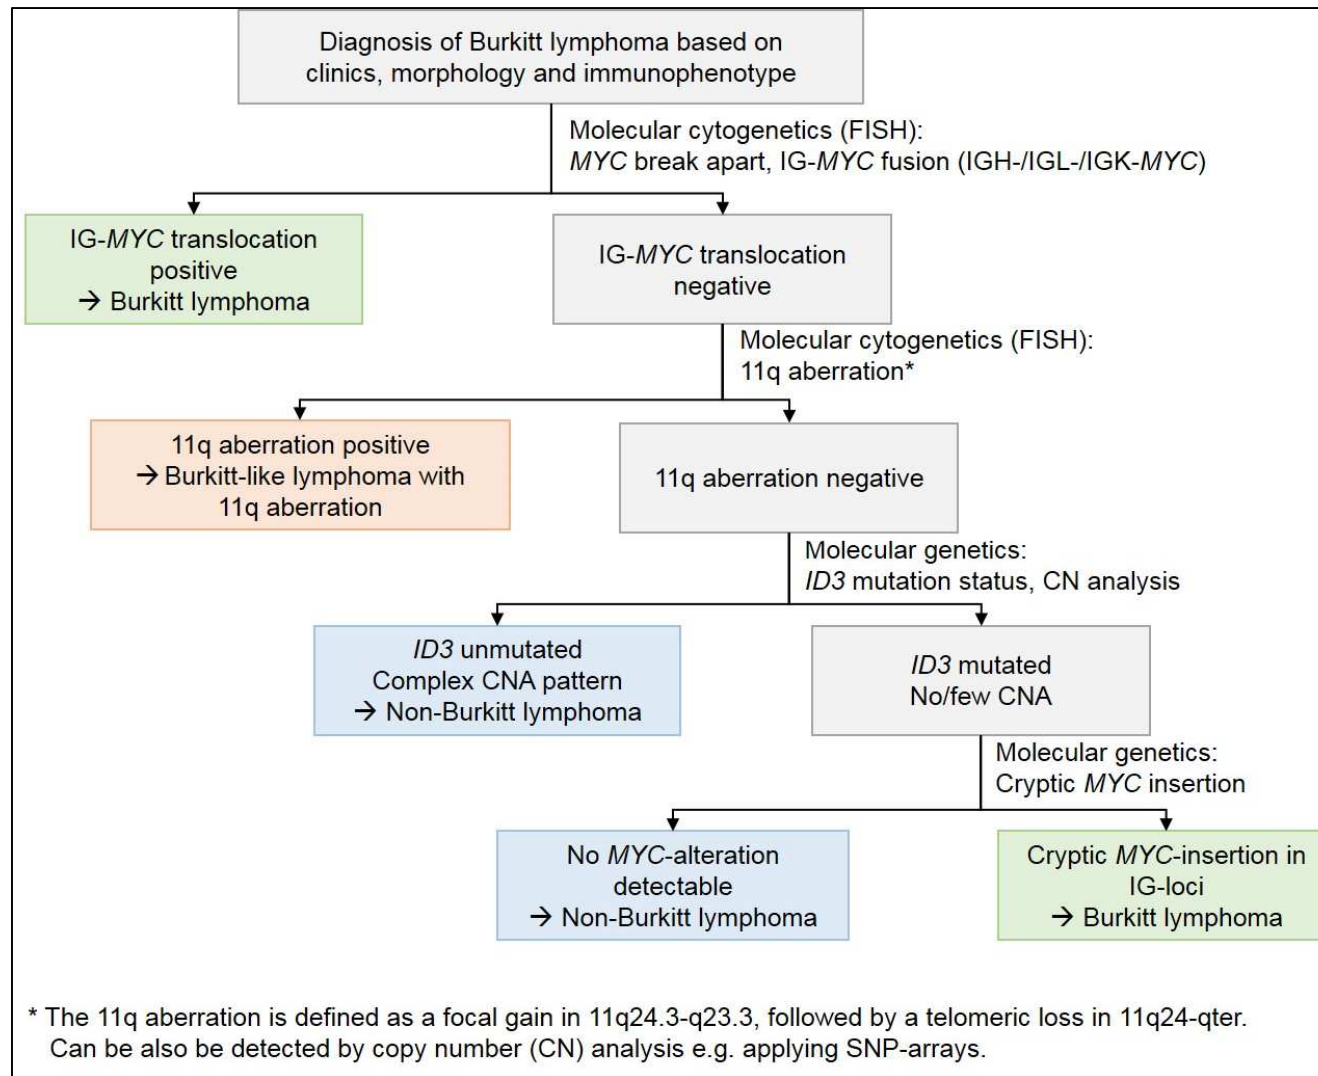 Diagnosis of Burkitt lymphoma based on
clinics, morphology and immunophenotype
Molecular cytogenetics (FISH):
MYC break apart, IG-MYC fusion (IGH-/IGL-/IGK-MYC)
IG-MYC translocation
positive
→ Burkitt lymphoma
IG-MYC translocation
negative
Molecular cytogenetics (FISH):
11q aberration*
11q aberration positive
→ Burkitt-like lymphoma with
11q aberration
11q aberration negative
Molecular genetics:
ID3 mutation status, CN analysis
ID3 unmutated
Complex CNA pattern
→ Non-Burkitt lymphoma
ID3 mutated
No/few CNA
Molecular genetics:
Cryptic MYC insertion
No MYC-alteration
detectable
→ Non-Burkitt lymphoma
Cryptic MYC-insertion in
IG-loci
→ Burkitt lymphoma
* The 11q aberration is defined as a focal gain in 11q24.3-q23.3, followed by a telomeric loss in 11q24-qter.
Can be also be detected by copy number (CN) analysis e.g. applying SNP-arrays.